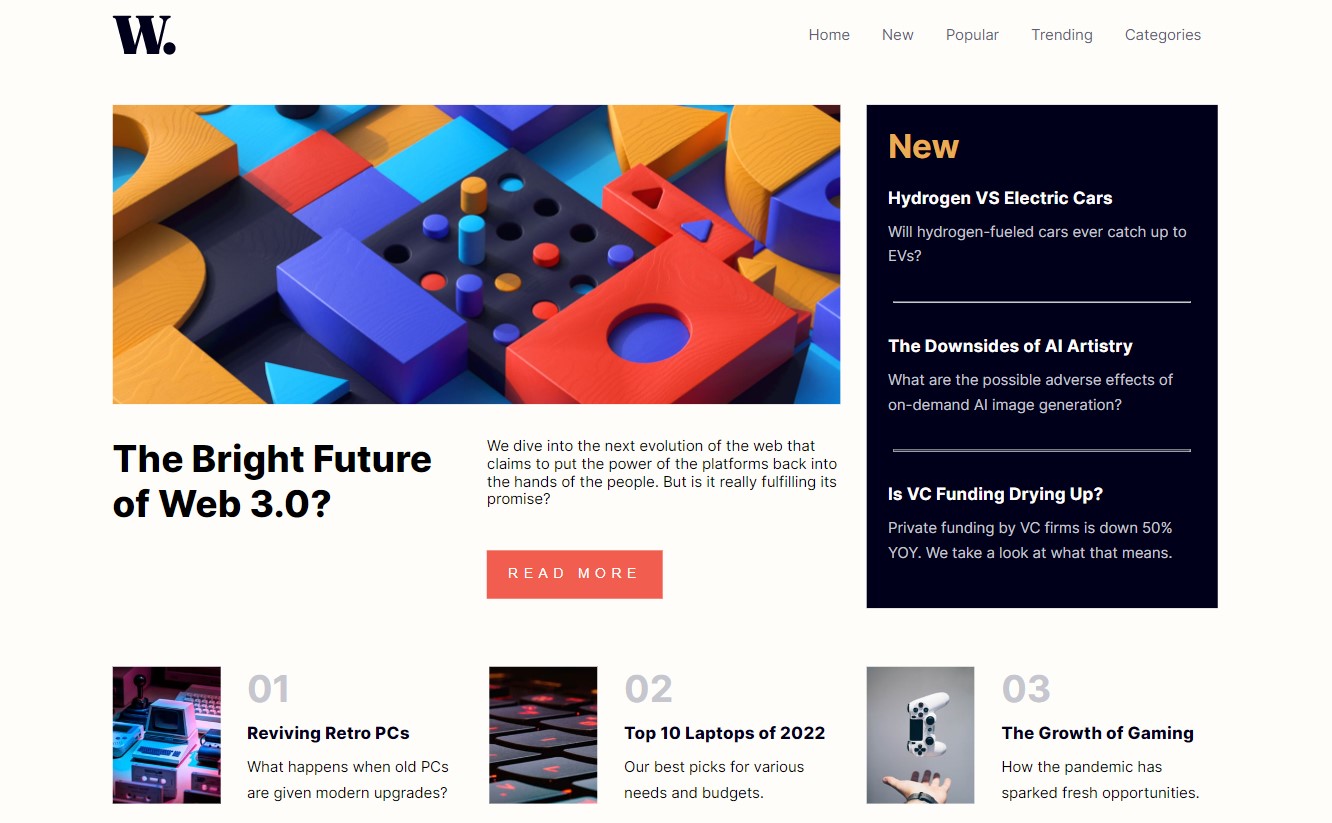 W.
Home New Popular Trending Categories
The Bright Future
of Web 3.0?
We dive into the next evolution of the web that
claims to put the power of the platforms back into
the hands of the people. But is it really fulfilling its
promise?
READ MORE
New
Hydrogen VS Electric Cars
Will hydrogen-fueled cars ever catch up to
EVs?
The Downsides of AI Artistry
What are the possible adverse effects of
on-demand AI image generation?
Is VC Funding Drying Up?
Private funding by VC firms is down 50%
YOY. We take a look at what that means.
01
Reviving Retro PCs
What happens when old PCs
are given modern upgrades?
02
Top 10 Laptops of 2022
Our best picks for various
needs and budgets.
03
The Growth of Gaming
How the pandemic has
sparked fresh opportunities.